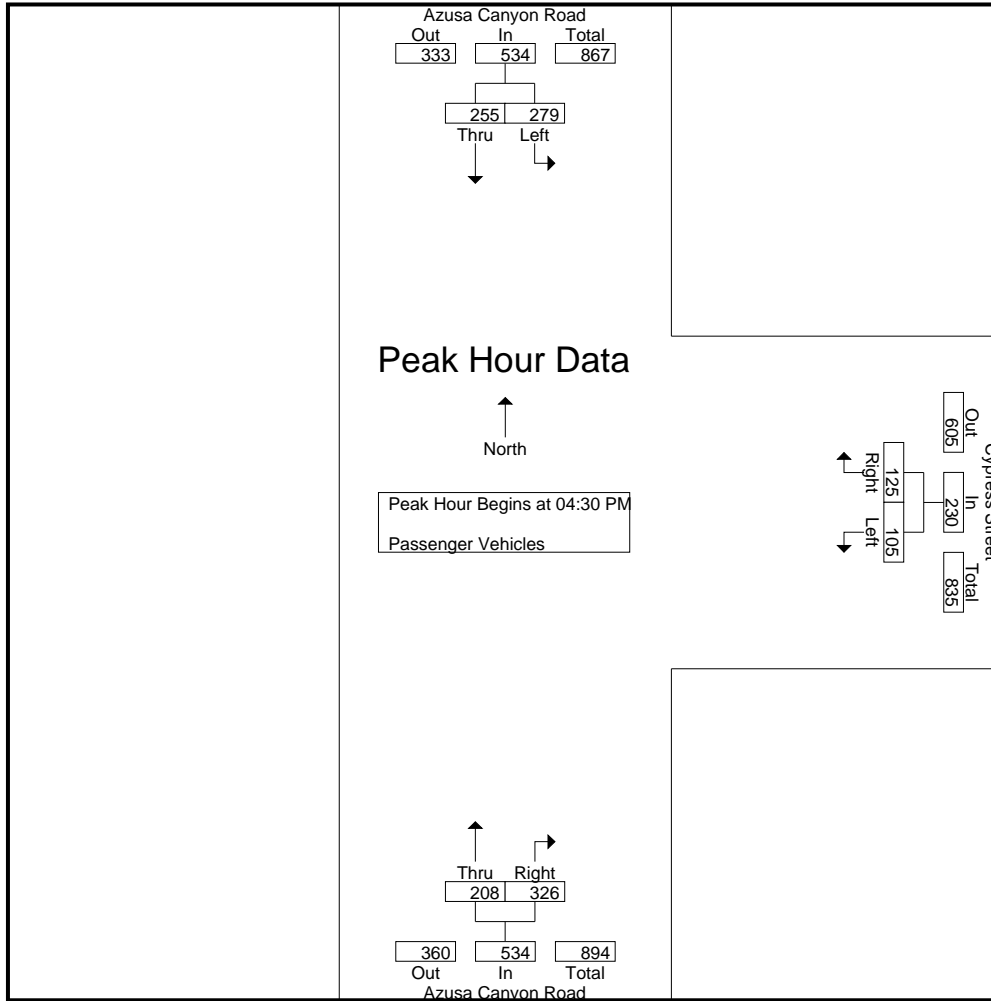 Azusa Canyon Road
Out In Total
333 534 867
255 279
Thru Left
Peak Hour Data
North
Peak Hour Begins at 04:30 PM
Passenger Vehicles
Cypress Street
Out In Total
605 230 835
125 105
Right Left
Thru Right
208 326
360 534 894
Out In Total
Azusa Canyon Road